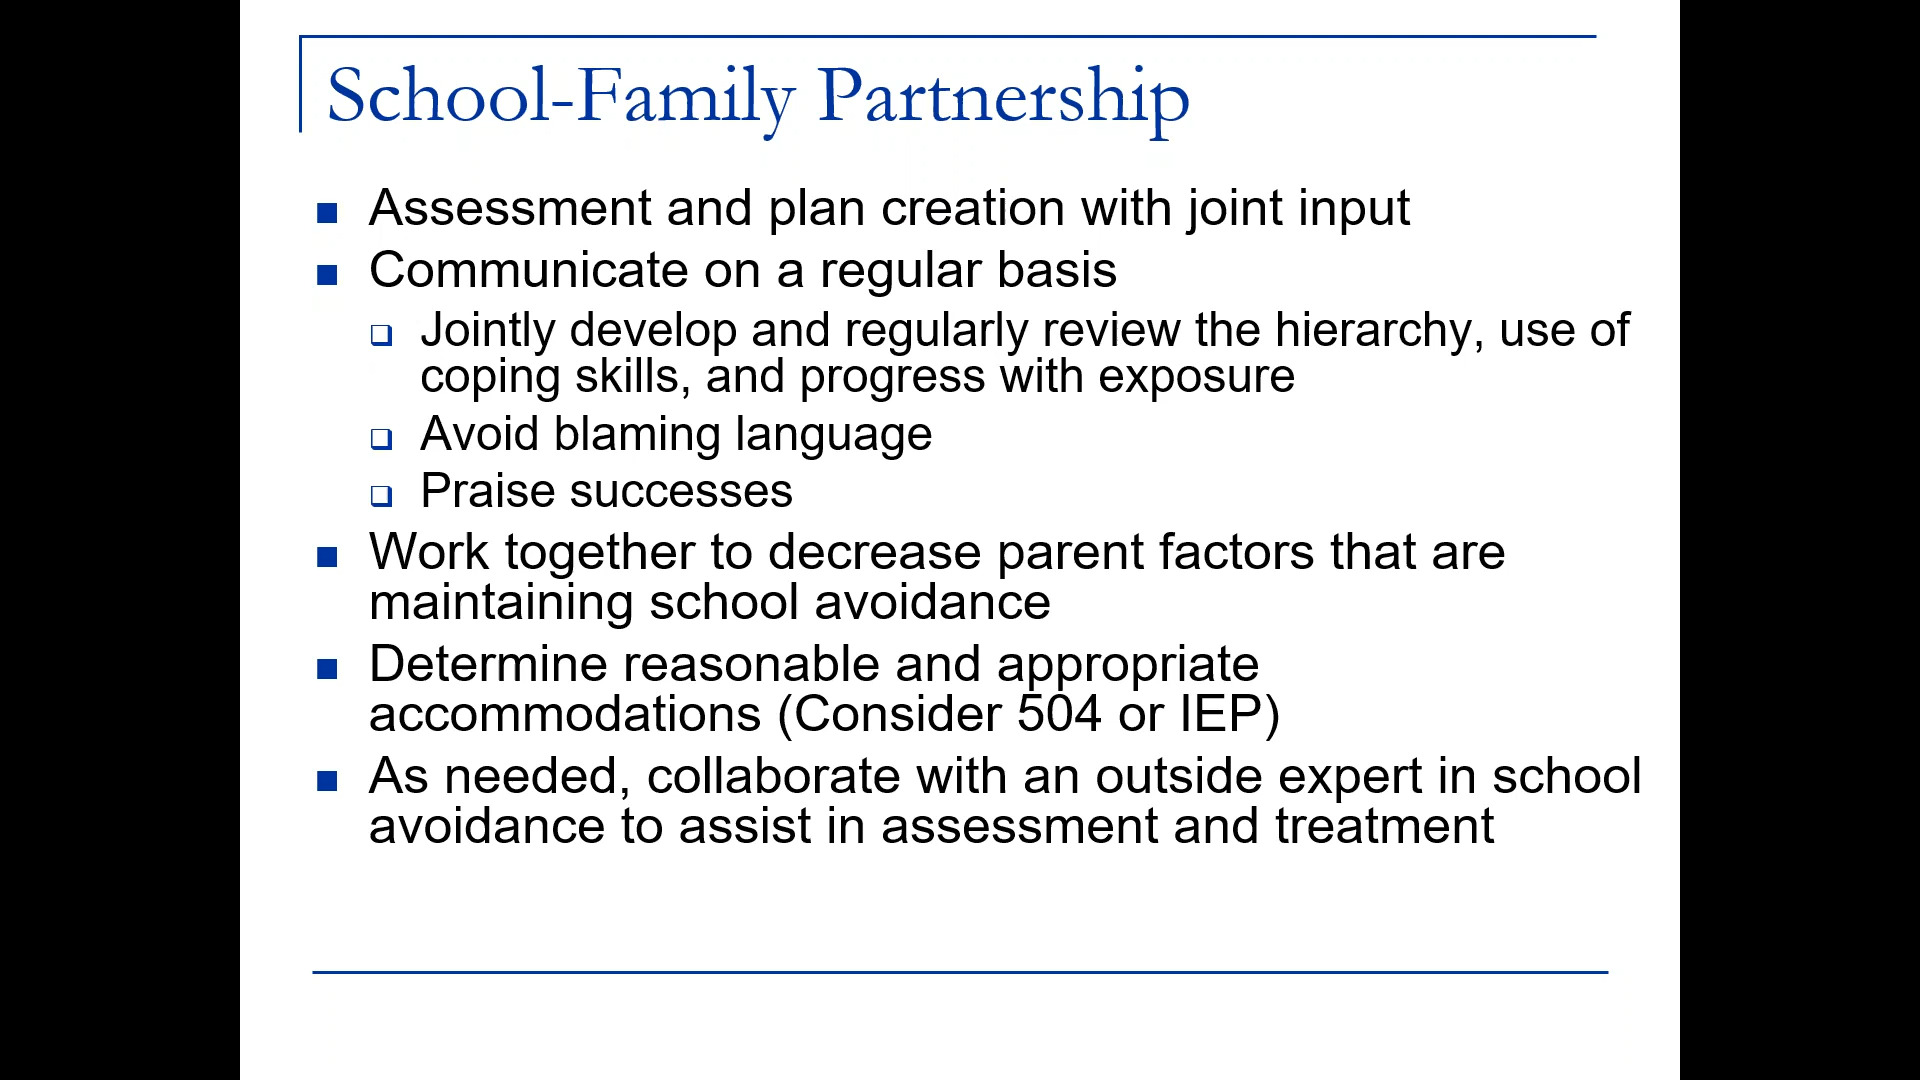 School-Family Partnership
Assessment and plan creation with joint input
Communicate on a regular basis
Jointly develop and regularly review the hierarchy, use of
coping skills, and progress with exposure
Avoid blaming language
Praise successes
Work together to decrease parent factors that are
maintaining school avoidance
Determine reasonable and appropriate
accommodations (Consider 504 or IEP)
As needed, collaborate with an outside expert in school
avoidance to assist in assessment and treatment